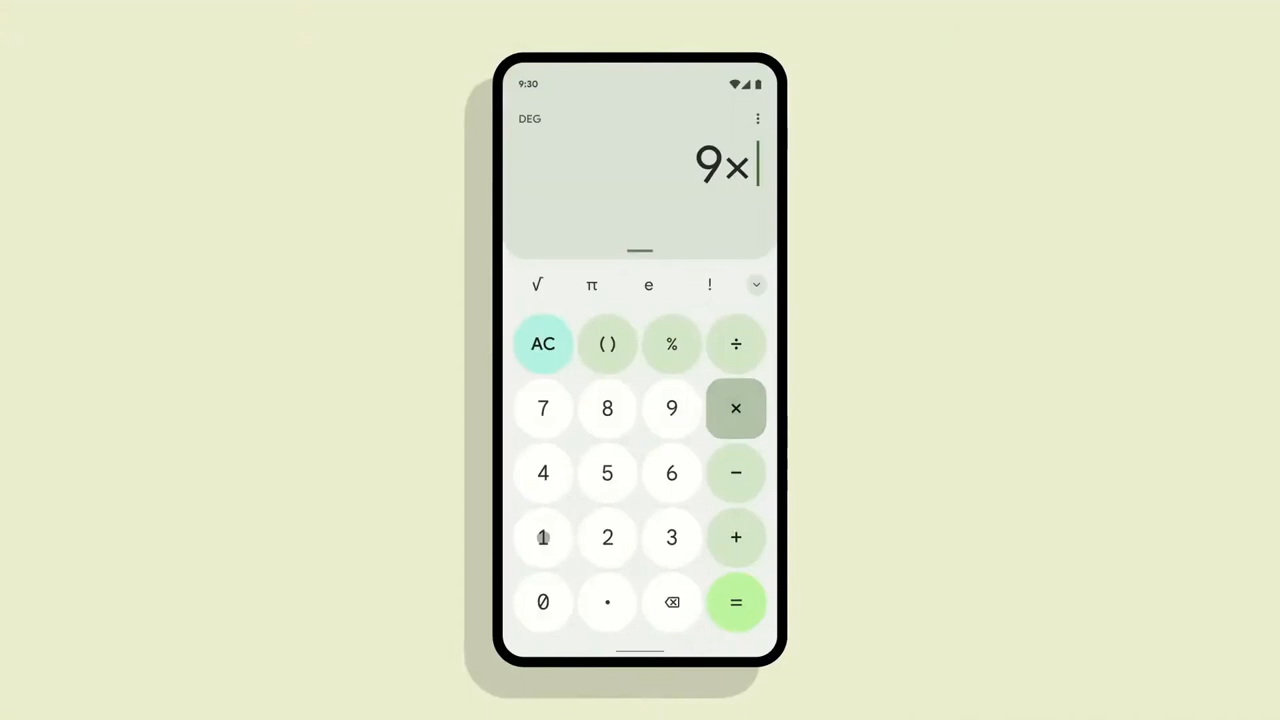 9:30
DEG
9×
√ π e !
AC () % ÷
7 8 9 ×
4 5 6 −
1 2 3 +
0 . =